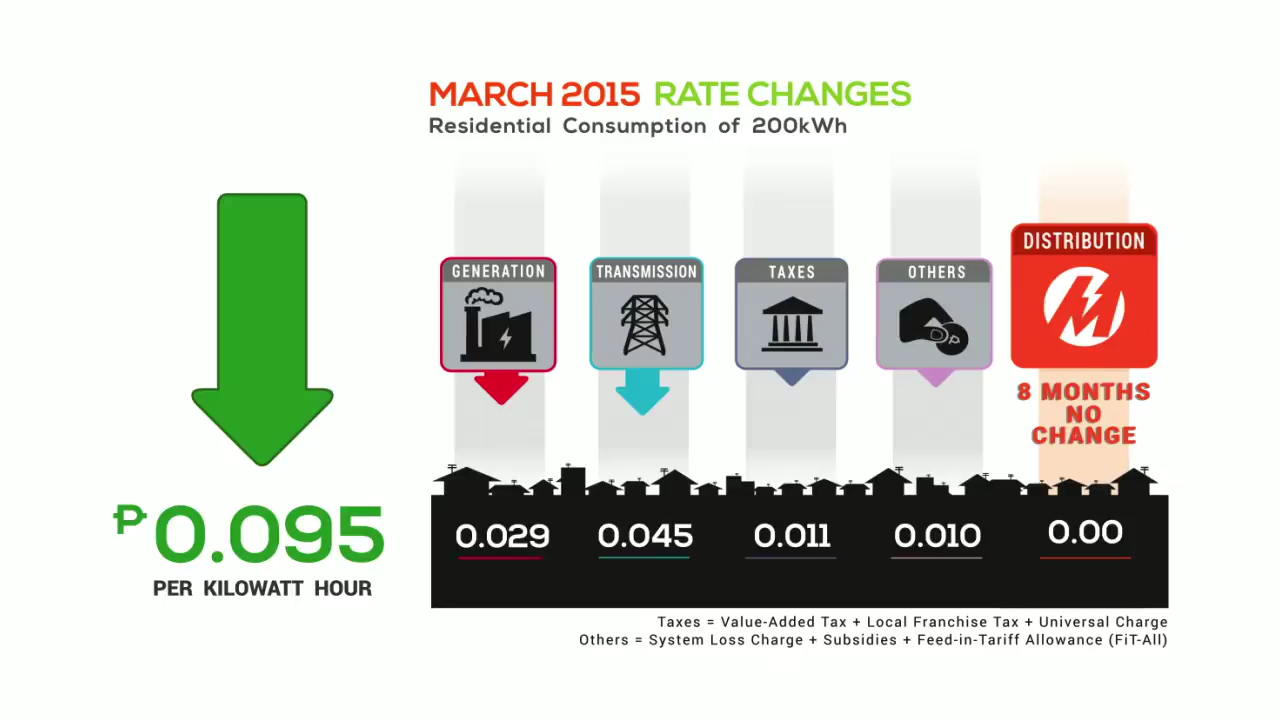 MARCH 2015 RATE CHANGES
Residential Consumption of 200kWh
GENERATION
TRANSMISSION
TAXES
OTHERS
DISTRIBUTION
8 MONTHS
NO
CHANGE
₱0.095
PER KILOWATT HOUR
0.029
0.045
0.011
0.010
0.00
Taxes = Value-Added Tax + Local Franchise Tax + Universal Charge
Others = System Loss Charge + Subsidies + Feed-in-Tariff Allowance (FiT-All)